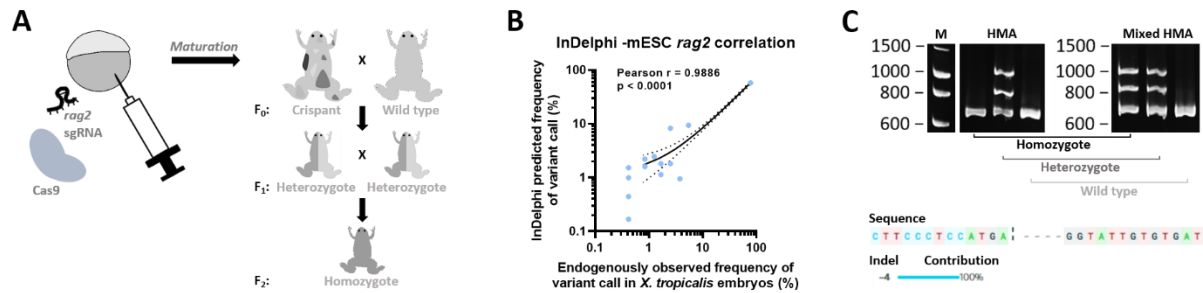 A
Maturation
rag2
sgRNA
Cas9
X
F0:
Crispant
Wild type
X
F1:
Heterozygote
Heterozygote
F2:
Homozygote
B
InDelphi -mESC rag2 correlation
Pearson r = 0.9886
p < 0.0001
InDelphi predicted frequency
of variant call (%)
100
10
1
0.1
0.1
1
10
100
Endogenously observed frequency of
variant call in X. tropicalis embryos (%)
C
M
HMA
Mixed HMA
1500
1000
800
600
1500
1000
800
600
Homozygote
Heterozygote
Wild type
Sequence
C T T C C C T C C A T G A ¦ - - - - G G T A T T G T G T G A T
Indel
Contribution
-4
100%